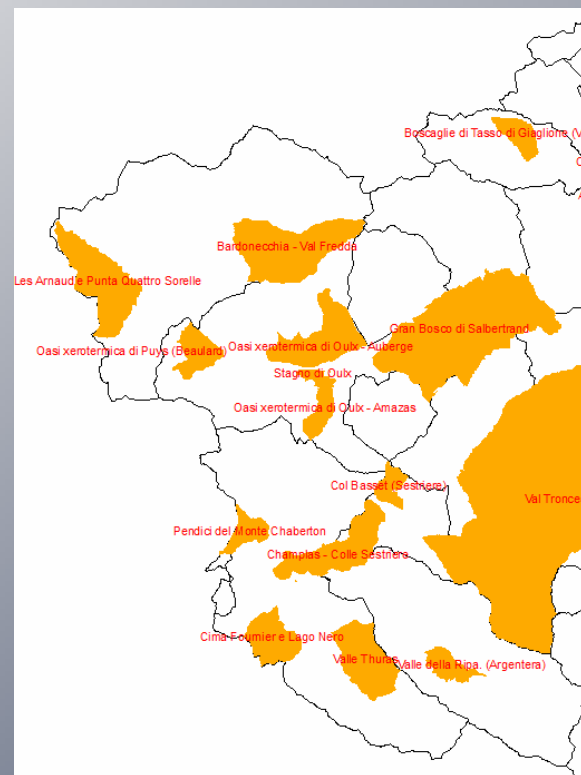 Boscaglie di Tasso di Giaglione (V
C
A
Bardonecchia - Val Fredda
Les Arnaud e Punta Quattro Sorelle
Gran Bosco di Salbertrand
Oasi xerotermica di Puys (Beaulard)
Oasi xerotermica di Oulx - Auberge
Stagno di Oulx
Oasi xerotermica di Oulx - Amazas
Col Basset (Sestriere)
Val Tronce
Pendici del Monte Chaberton
Champlas - Colle Sestriere
Cima Fournier e Lago Nero
Valle Thuras
Valle della Ripa. (Argentera)